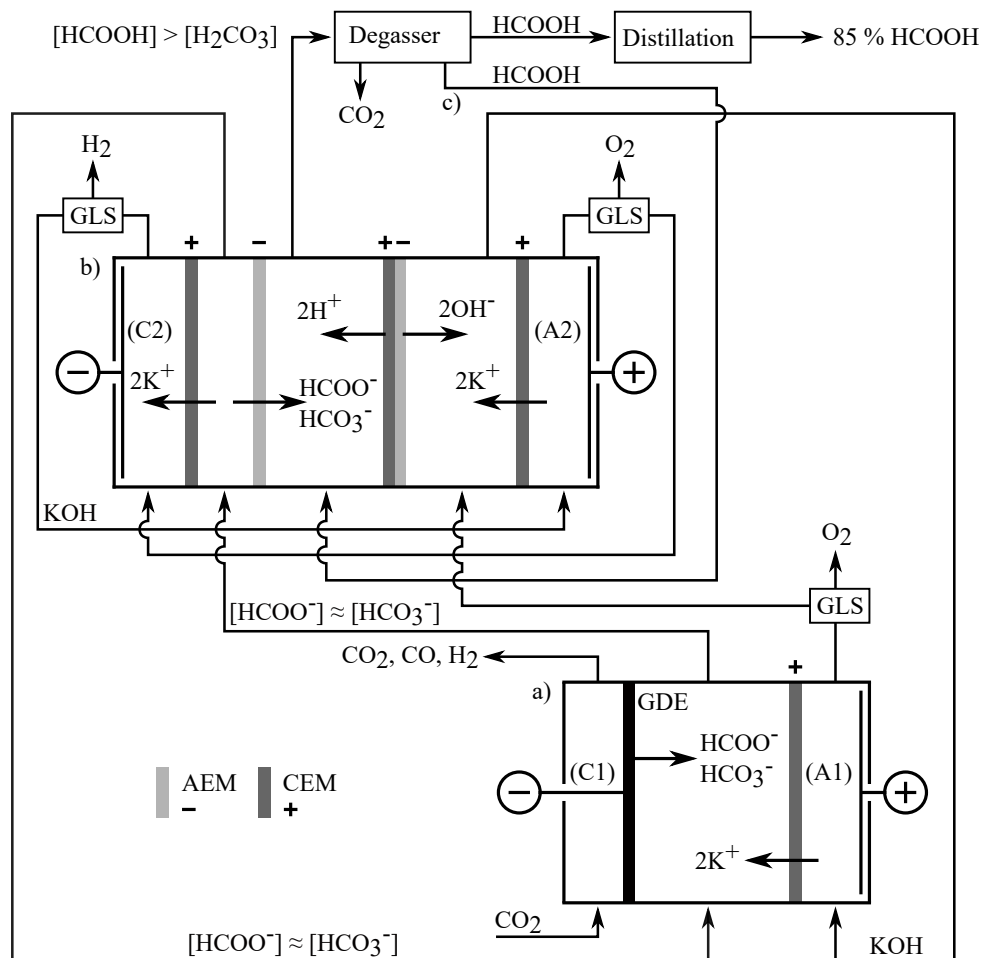 [HCOOH] > [H₂CO₃]
Degasser
HCOOH
Distillation
85 % HCOOH
HCOOH
c)
CO₂
H₂
O₂
GLS
GLS
+
−
+
−
+
b)
(C2)
2H⁺
2OH⁻
(A2)
−
+
2K⁺
HCOO⁻
HCO₃⁻
2K⁺
KOH
O₂
GLS
[HCOO⁻] ≈ [HCO₃⁻]
CO₂, CO, H₂
+
a)
GDE
HCOO⁻
HCO₃⁻
(C1)
(A1)
−
+
AEM
−
CEM
+
2K⁺
CO₂
[HCOO⁻] ≈ [HCO₃⁻]
KOH